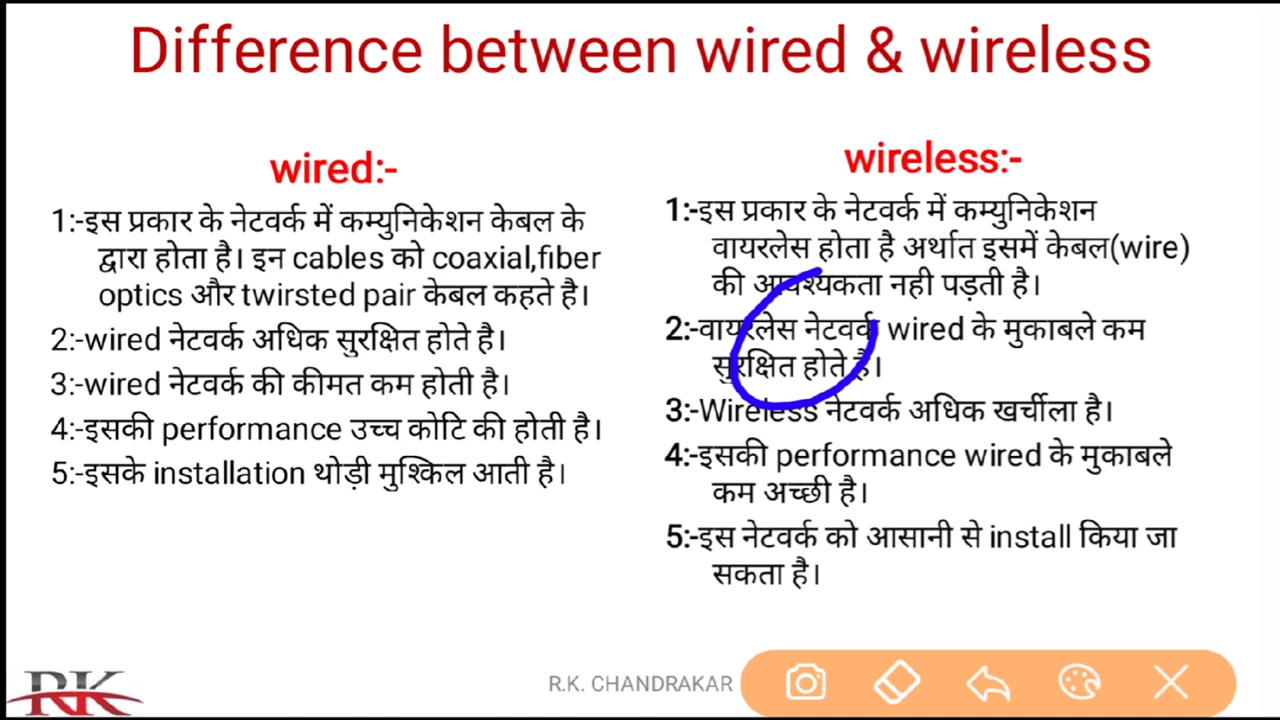 Difference between wired & wireless
wired:-
1:-इस प्रकार के नेटवर्क में कम्युनिकेशन केबल के
द्वारा होता है। इन cables को coaxial,fiber
optics और twirsted pair केबल कहते है।
2:-wired नेटवर्क अधिक सुरक्षित होते है।
3:-wired नेटवर्क की कीमत कम होती है।
4:-इसकी performance उच्च कोटि की होती है।
5:-इसके installation थोड़ी मुश्किल आती है।
wireless:-
1:-इस प्रकार के नेटवर्क में कम्युनिकेशन
वायरलेस होता है अर्थात इसमें केबल(wire)
की आवश्यकता नही पड़ती है।
2:-वायरलेस नेटवर्क wired के मुकाबले कम
सुरक्षित होते है।
3:-Wireless नेटवर्क अधिक खर्चीला है।
4:-इसकी performance wired के मुकाबले
कम अच्छी है।
5:-इस नेटवर्क को आसानी से install किया जा
सकता है।
RK
R.K. CHANDRAKAR